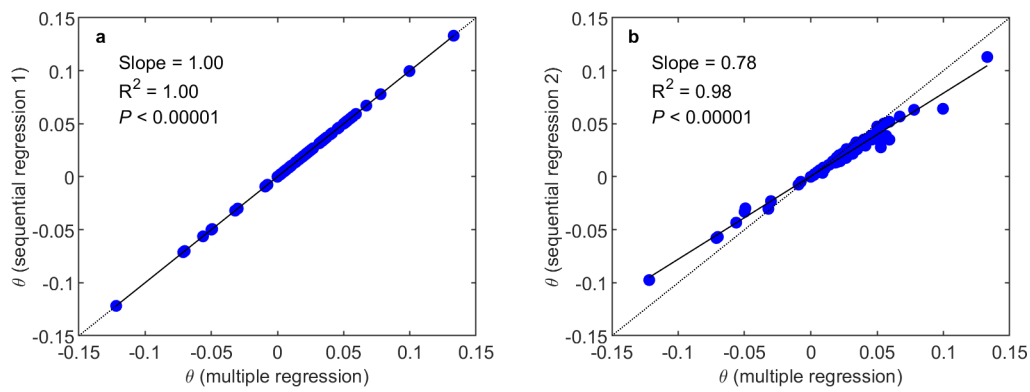 a
Slope = 1.00
R² = 1.00
P < 0.00001
0.15
0.1
0.05
0
-0.05
-0.1
0.15
-0.15
-0.1
-0.05
0
0.05
0.1
0.15
θ (sequential regression 1)
θ (multiple regression)
b
Slope = 0.78
R² = 0.98
P < 0.00001
0.15
0.1
0.05
0
-0.05
-0.1
0.15
-0.15
-0.1
-0.05
0
0.05
0.1
0.15
θ (sequential regression 2)
θ (multiple regression)